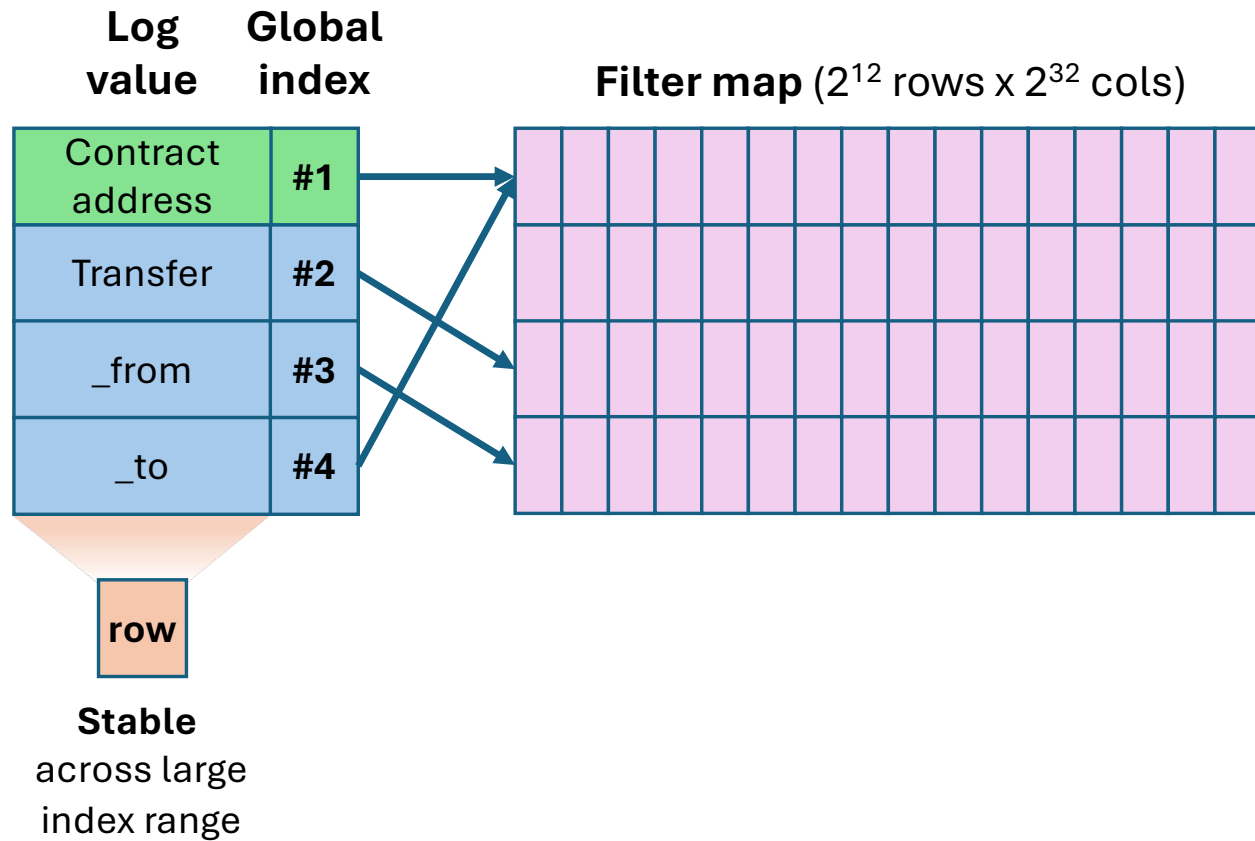 Log value
Global index
Filter map (2¹² rows x 2³² cols)
Contract address
#1
Transfer
#2
_from
#3
_to
#4
row
Stable
across large
index range